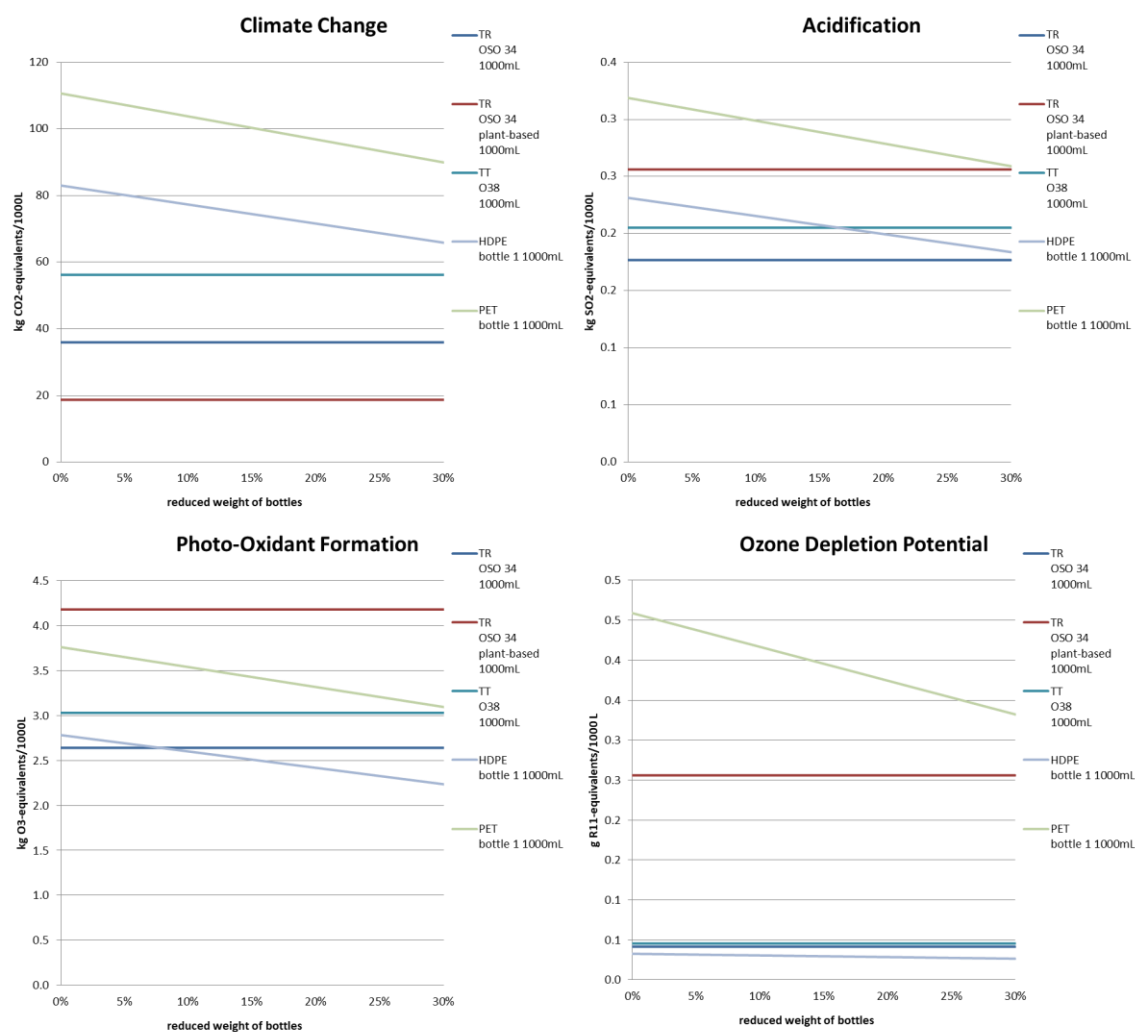 Climate Change
TR
OSO 34
1000mL
TR
OSO 34
plant-based
1000mL
TT
O38
1000mL
HDPE
bottle 1 1000mL
PET
bottle 1 1000mL
120
100
80
60
40
20
0
kg CO2-equivalents/1000L
0% 5% 10% 15% 20% 25% 30%
reduced weight of bottles
Acidification
TR
OSO 34
1000mL
TR
OSO 34
plant-based
1000mL
TT
O38
1000mL
HDPE
bottle 1 1000mL
PET
bottle 1 1000mL
0.4
0.3
0.3
0.2
0.2
0.1
0.1
0.0
kg SO2-equivalents/1000L
0% 5% 10% 15% 20% 25% 30%
reduced weight of bottles
Photo-Oxidant Formation
TR
OSO 34
1000mL
TR
OSO 34
plant-based
1000mL
TT
O38
1000mL
HDPE
bottle 1 1000mL
PET
bottle 1 1000mL
4.5
4.0
3.5
3.0
2.5
2.0
1.5
1.0
0.5
0.0
kg O3-equivalents/1000L
0% 5% 10% 15% 20% 25% 30%
reduced weight of bottles
Ozone Depletion Potential
TR
OSO 34
1000mL
TR
OSO 34
plant-based
1000mL
TT
O38
1000mL
HDPE
bottle 1 1000mL
PET
bottle 1 1000mL
0.5
0.5
0.4
0.4
0.3
0.3
0.2
0.2
0.1
0.1
0.0
g R11-equivalents/1000 L
0% 5% 10% 15% 20% 25% 30%
reduced weight of bottles